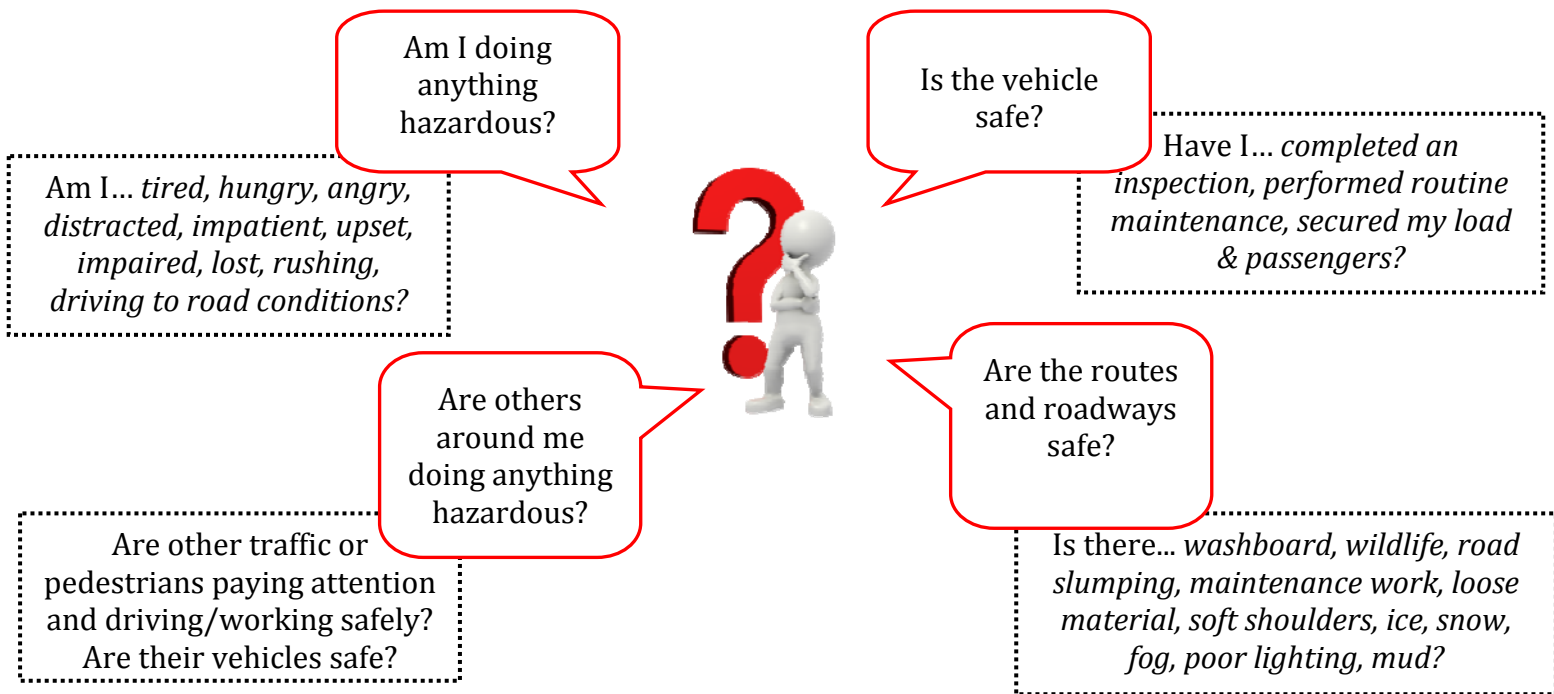 Am I doing
anything
hazardous?
Am I… tired, hungry, angry,
distracted, impatient, upset,
impaired, lost, rushing,
driving to road conditions?
Is the vehicle
safe?
Have I… completed an
inspection, performed routine
maintenance, secured my load
& passengers?
Are others
around me
doing anything
hazardous?
Are other traffic or
pedestrians paying attention
and driving/working safely?
Are their vehicles safe?
Are the routes
and roadways
safe?
Is there... washboard, wildlife, road
slumping, maintenance work, loose
material, soft shoulders, ice, snow,
fog, poor lighting, mud?